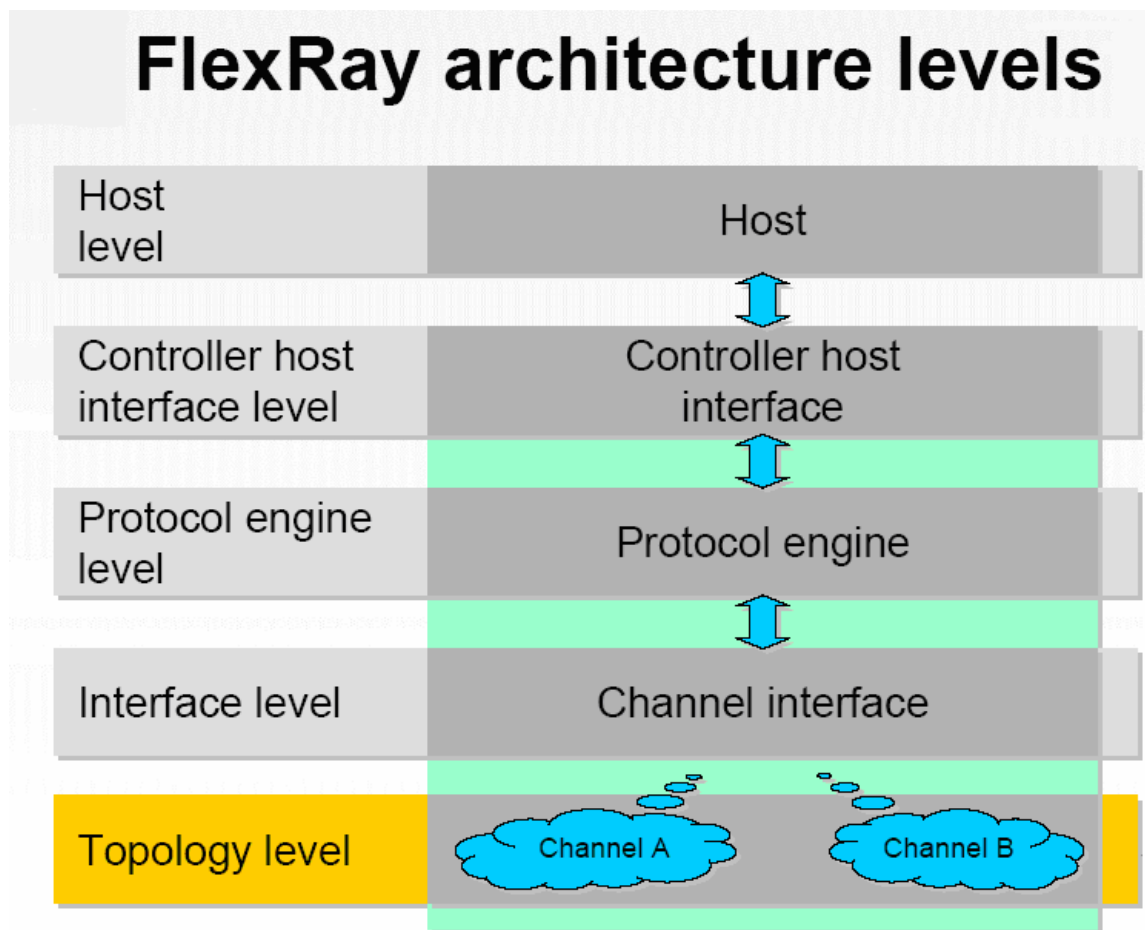 FlexRay architecture levels
Host
level
Host
Controller host
interface level
Controller host
interface
Protocol engine
level
Protocol engine
Interface level
Channel interface
Topology level
Channel A
Channel B